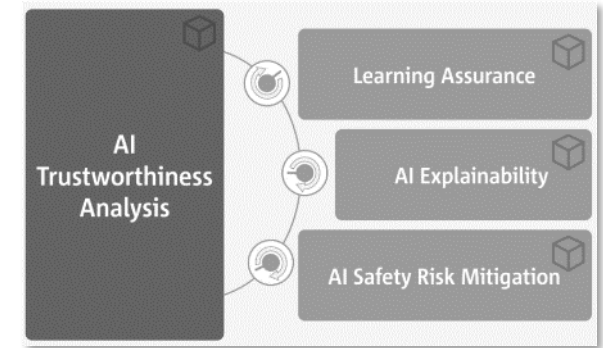 AI
Trustworthiness
Analysis
Learning Assurance
AI Explainability
AI Safety Risk Mitigation